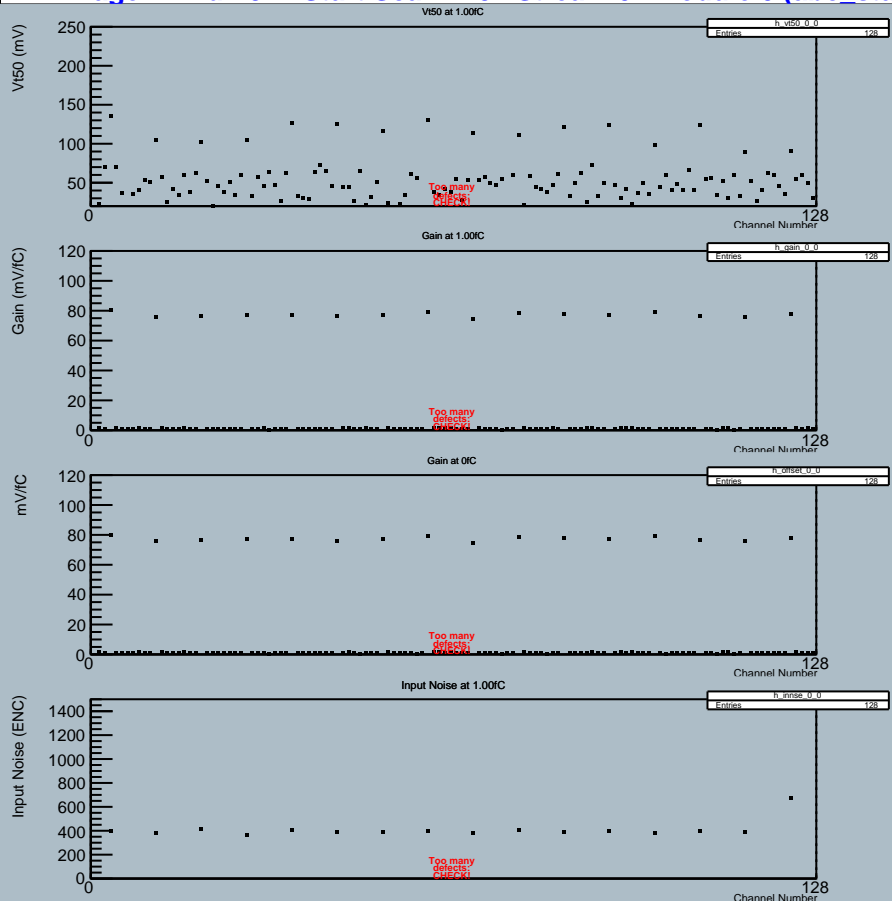 Vt50 at 1.00fC
h_vt50_0_0
Entries 128
Vt50 (mV)
250
200
150
100
50
0
128
Too many
defects:
CHECK!
Channel Number
Gain at 1.00fC
h_gain_0_0
Entries 128
Gain (mV/fC)
120
100
80
60
40
20
0
0
128
Too many
defects:
CHECK!
Channel Number
Gain at 0fC
h_offset_0_0
Entries 128
mV/fC
120
100
80
60
40
20
0
0
128
Too many
defects:
CHECK!
Channel Number
Input Noise at 1.00fC
h_innse_0_0
Entries 128
Input Noise (ENC)
1400
1200
1000
800
600
400
200
0
0
128
Too many
defects:
CHECK!
Channel Number